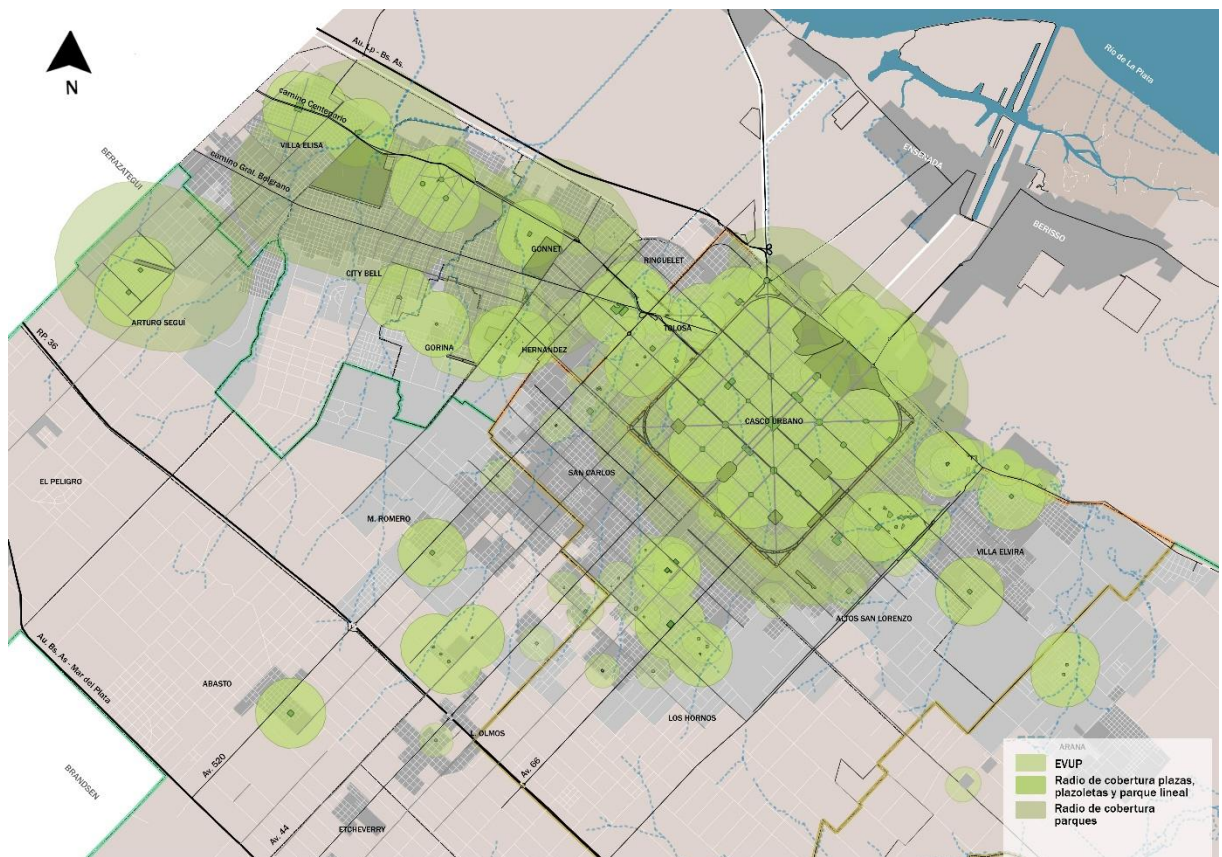 N
Au. Lp - Bs. As.
Río de La Plata
camino Centenario
VILLA ELISA
camino Gral. Belgrano
BERAZATEGUI
ENSENADA
BERISSO
GONNET
RINGUELET
CITY BELL
ARTURO SEGUÍ
TOLOSA
RP. 36
GORINA
HERNÁNDEZ
CASCO URBANO
SAN CARLOS
EL PELIGRO
M. ROMERO
VILLA ELVIRA
ALTOS SAN LORENZO
Au. Bs. As - Mar del Plata
ABASTO
LOS HORNOS
L. OLMOS
BRANDSEN
Av. 520
Av. 66
Av. 44
ETCHEVERRY
ARANA
EVUP
Radio de cobertura plazas,
plazoletas y parque lineal
Radio de cobertura
parques